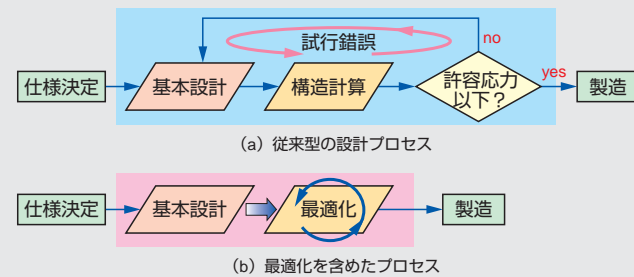 試行錯誤
no
仕様決定
基本設計
構造計算
許容応力
以下？
yes
製造
（a）従来型の設計プロセス
仕様決定
基本設計
最適化
製造
（b）最適化を含めたプロセス